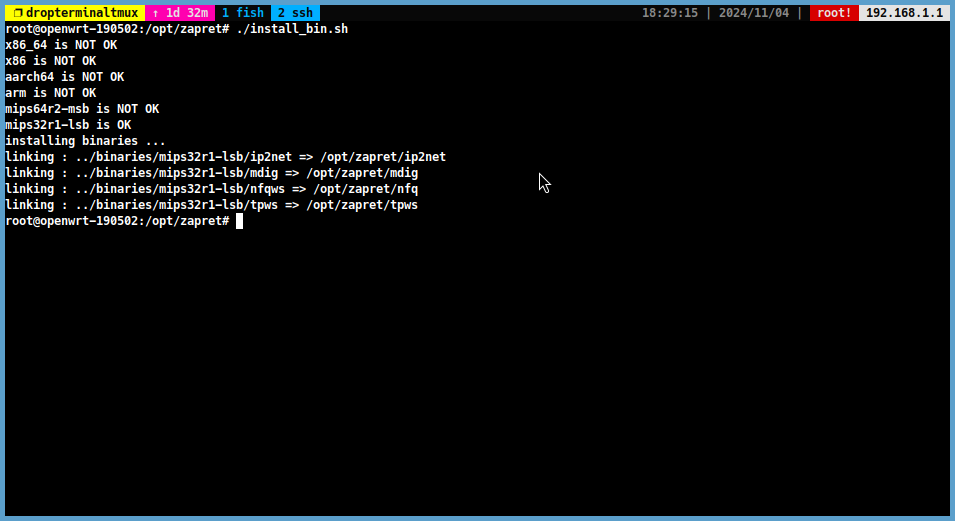 ❐ dropterminaltmux ↑ 1d 32m 1 fish 2 ssh 18:29:15 | 2024/11/04 | root! 192.168.1.1
root@openwrt-190502:/opt/zapret# ./install_bin.sh
x86_64 is NOT OK
x86 is NOT OK
aarch64 is NOT OK
arm is NOT OK
mips64r2-msb is NOT OK
mips32r1-lsb is OK
installing binaries ...
linking : ../binaries/mips32r1-lsb/ip2net => /opt/zapret/ip2net
linking : ../binaries/mips32r1-lsb/mdig => /opt/zapret/mdig
linking : ../binaries/mips32r1-lsb/nfqws => /opt/zapret/nfq
linking : ../binaries/mips32r1-lsb/tpws => /opt/zapret/tpws
root@openwrt-190502:/opt/zapret#